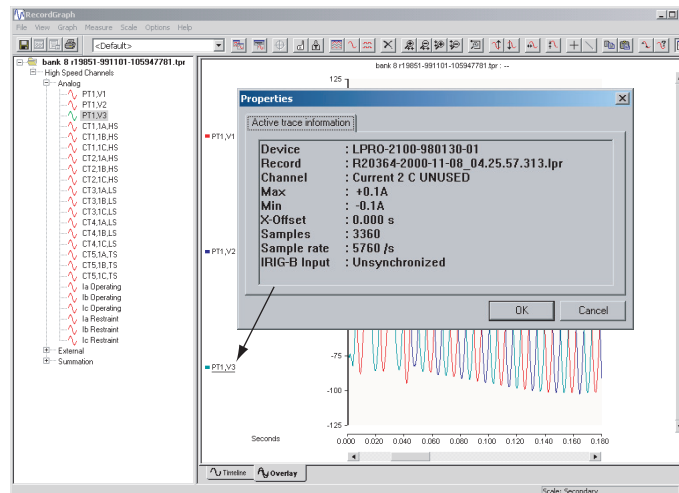 RecordGraph
File View Graph Measure Scale Options Help
<Default>
bank 8 r19851-991101-105947781.tpr
High Speed Channels
Analog
PT1,V1
PT1,V2
PT1,V3
CT1,1A,HS
CT1,1B,HS
CT1,1C,HS
CT2,1A,HS
CT2,1B,HS
CT2,1C,HS
CT3,1A,LS
CT3,1B,LS
CT3,1C,LS
CT4,1A,LS
CT4,1B,LS
CT4,1C,LS
CT5,1A,TS
CT5,1B,TS
CT5,1C,TS
Ia Operating
Ib Operating
Ic Operating
Ia Restraint
Ib Restraint
Ic Restraint
External
Summation
bank 8 r19851-991101-105947781.tpr : --
125
PT1,V1
PT1,V2
PT1,V3
Properties
Active trace information
Device : LPRO-2100-980130-01
Record : R20364-2000-11-08_04.25.57.313.lpr
Channel : Current 2 C UNUSED
Max : +0.1A
Min : -0.1A
X-Offset : 0.000 s
Samples : 3360
Sample rate : 5760 /s
IRIG-B Input : Unsynchronized
OK Cancel
-75
-100
-125
Seconds
0.000 0.020 0.040 0.060 0.080 0.100 0.120 0.140 0.160 0.180
Timeline Overlay
Scale: Secondary